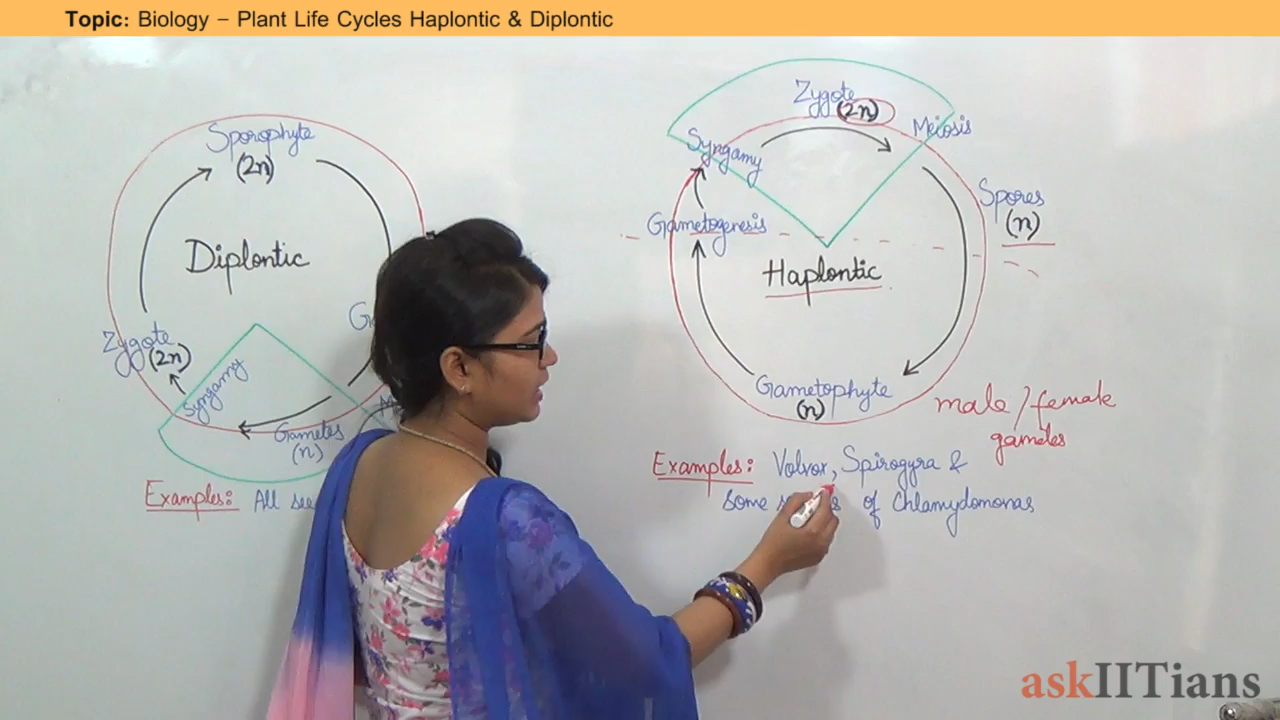 Topic: Biology – Plant Life Cycles Haplontic & Diplontic
Sporophyte
(2n)
Diplontic
Zygote
(2n)
Syngamy
Gametes
(n)
Examples: All
Zygote
(2n)
Meiosis
Syngamy
Spores
(n)
Gametogenesis
Haplontic
Gametophyte
(n)
male / female
gametes
Examples: Volvox, Spirogyra &
some of Chlamydomonas
askIITians